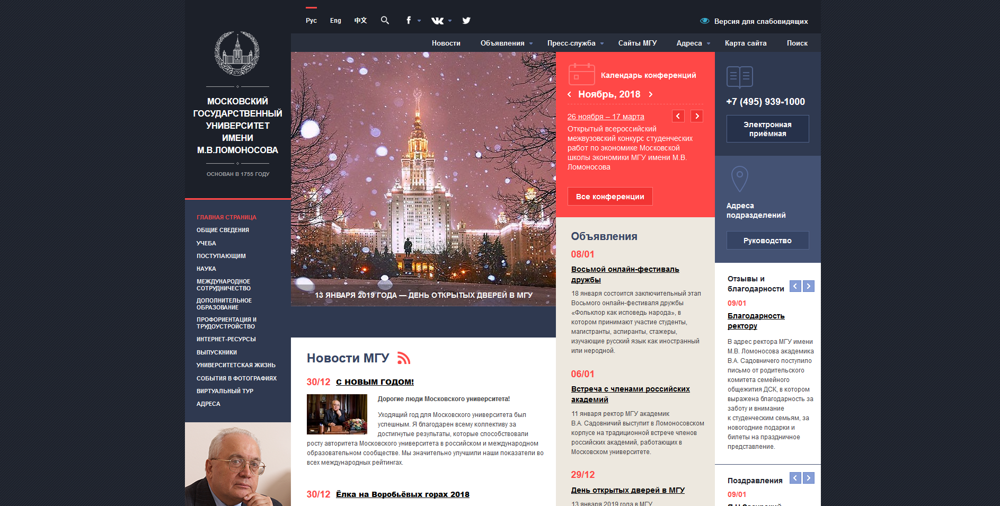 Рус
Eng
中文
Версия для слабовидящих
Новости
Объявления
Пресс-служба
Сайты МГУ
Адреса
Карта сайта
Поиск
1755
МОСКОВСКИЙ
ГОСУДАРСТВЕННЫЙ
УНИВЕРСИТЕТ
ИМЕНИ
М.В.ЛОМОНОСОВА
ОСНОВАН В 1755 ГОДУ
ГЛАВНАЯ СТРАНИЦА
ОБЩИЕ СВЕДЕНИЯ
УЧЕБА
ПОСТУПАЮЩИМ
НАУКА
МЕЖДУНАРОДНОЕ
СОТРУДНИЧЕСТВО
ДОПОЛНИТЕЛЬНОЕ
ОБРАЗОВАНИЕ
ПРОФОРИЕНТАЦИЯ И
ТРУДОУСТРОЙСТВО
ИНТЕРНЕТ-РЕСУРСЫ
ВЫПУСКНИКИ
УНИВЕРСИТЕТСКАЯ ЖИЗНЬ
СОБЫТИЯ В ФОТОГРАФИЯХ
ВИРТУАЛЬНЫЙ ТУР
АДРЕСА
13 ЯНВАРЯ 2019 ГОДА — ДЕНЬ ОТКРЫТЫХ ДВЕРЕЙ В МГУ
Новости МГУ
30/12 С НОВЫМ ГОДОМ!
Дорогие люди Московского университета!
Уходящий год для Московского университета был
успешным. Я благодарен всему коллективу за
достигнутые результаты, которые способствовали
росту авторитета Московского университета в российском и международном
образовательном сообществе. Мы значительно улучшили наши показатели во
всех международных рейтингах.
30/12 Ёлка на Воробьёвых горах 2018
Календарь конференций
Ноябрь, 2018
26 ноября – 17 марта
Открытый всероссийский
межвузовский конкурс студенческих
работ по экономике Московской
школы экономики МГУ имени М.В.
Ломоносова
Все конференции
Объявления
08/01
Восьмой онлайн-фестиваль
дружбы
18 января состоится заключительный этап
Восьмого онлайн-фестиваля дружбы
«Фольклор как исповедь народа», в
котором принимают участие студенты,
магистранты, аспиранты, стажеры,
изучающие русский язык как иностранный
или неродной.
06/01
Встреча с членами российских
академий
11 января ректор МГУ академик
В.А. Садовничий выступит в Ломоносовском
корпусе на традиционной встрече членов
российских академий, работающих в
Московском университете.
29/12
День открытых дверей в МГУ
13 января 2019 года в МГУ
+7 (495) 939-1000
Электронная
приёмная
Адреса
подразделений
Руководство
Отзывы и
благодарности
09/01
Благодарность
ректору
В адрес ректора МГУ имени
М.В. Ломоносова академика
В.А. Садовничего поступило
письмо от родительского
комитета семейного
общежития ДСК, в котором
выражена благодарность за
заботу и внимание
к студенческим семьям, за
новогодние подарки и
билеты на праздничное
представление.
Поздравления
09/01